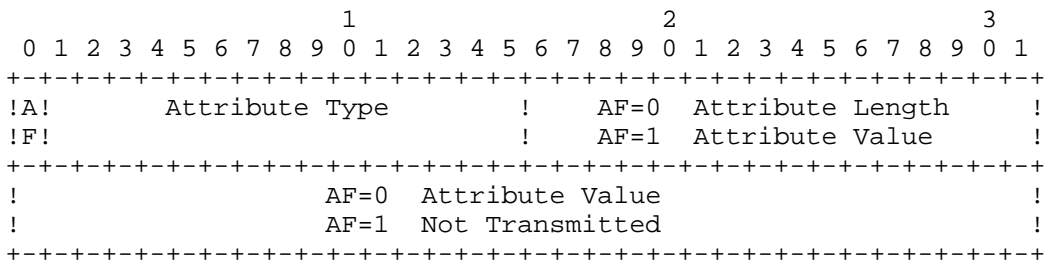 1                   2                   3
 0 1 2 3 4 5 6 7 8 9 0 1 2 3 4 5 6 7 8 9 0 1 2 3 4 5 6 7 8 9 0 1
+-+-+-+-+-+-+-+-+-+-+-+-+-+-+-+-+-+-+-+-+-+-+-+-+-+-+-+-+-+-+-+-+
!A!       Attribute Type        !    AF=0  Attribute Length     !
!F!                             !    AF=1  Attribute Value      !
+-+-+-+-+-+-+-+-+-+-+-+-+-+-+-+-+-+-+-+-+-+-+-+-+-+-+-+-+-+-+-+-+
!                   AF=0  Attribute Value                       !
!                   AF=1  Not Transmitted                       !
+-+-+-+-+-+-+-+-+-+-+-+-+-+-+-+-+-+-+-+-+-+-+-+-+-+-+-+-+-+-+-+-+